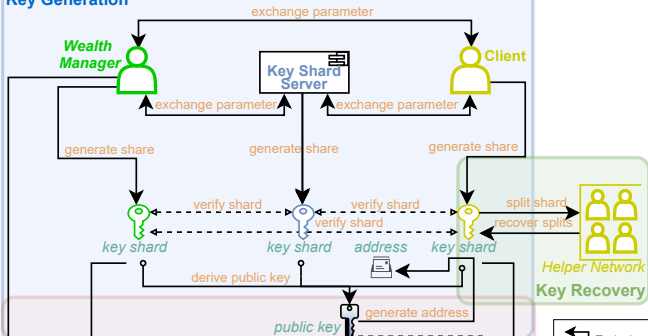 Key Generation
exchange parameter
Wealth
Manager
Client
Key Shard
Server
exchange parameter
exchange parameter
generate share
generate share
generate share
verify shard
verify shard
split shard
verify shard
recover splits
key shard
key shard
address
key shard
Helper Network
derive public key
Key Recovery
generate address
public key